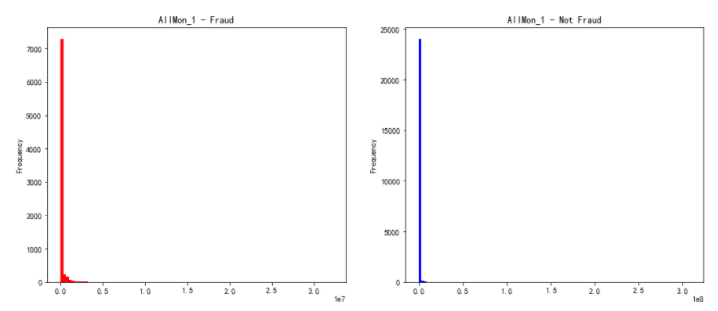 AllMon_1 - Fraud
7000
6000
5000
4000
3000
2000
1000
0
Frequency
0.0 0.5 1.0 1.5 2.0 2.5 3.0
1e7
AllMon_1 - Not Fraud
25000
20000
15000
10000
5000
0
Frequency
0.0 0.5 1.0 1.5 2.0 2.5 3.0
1e8